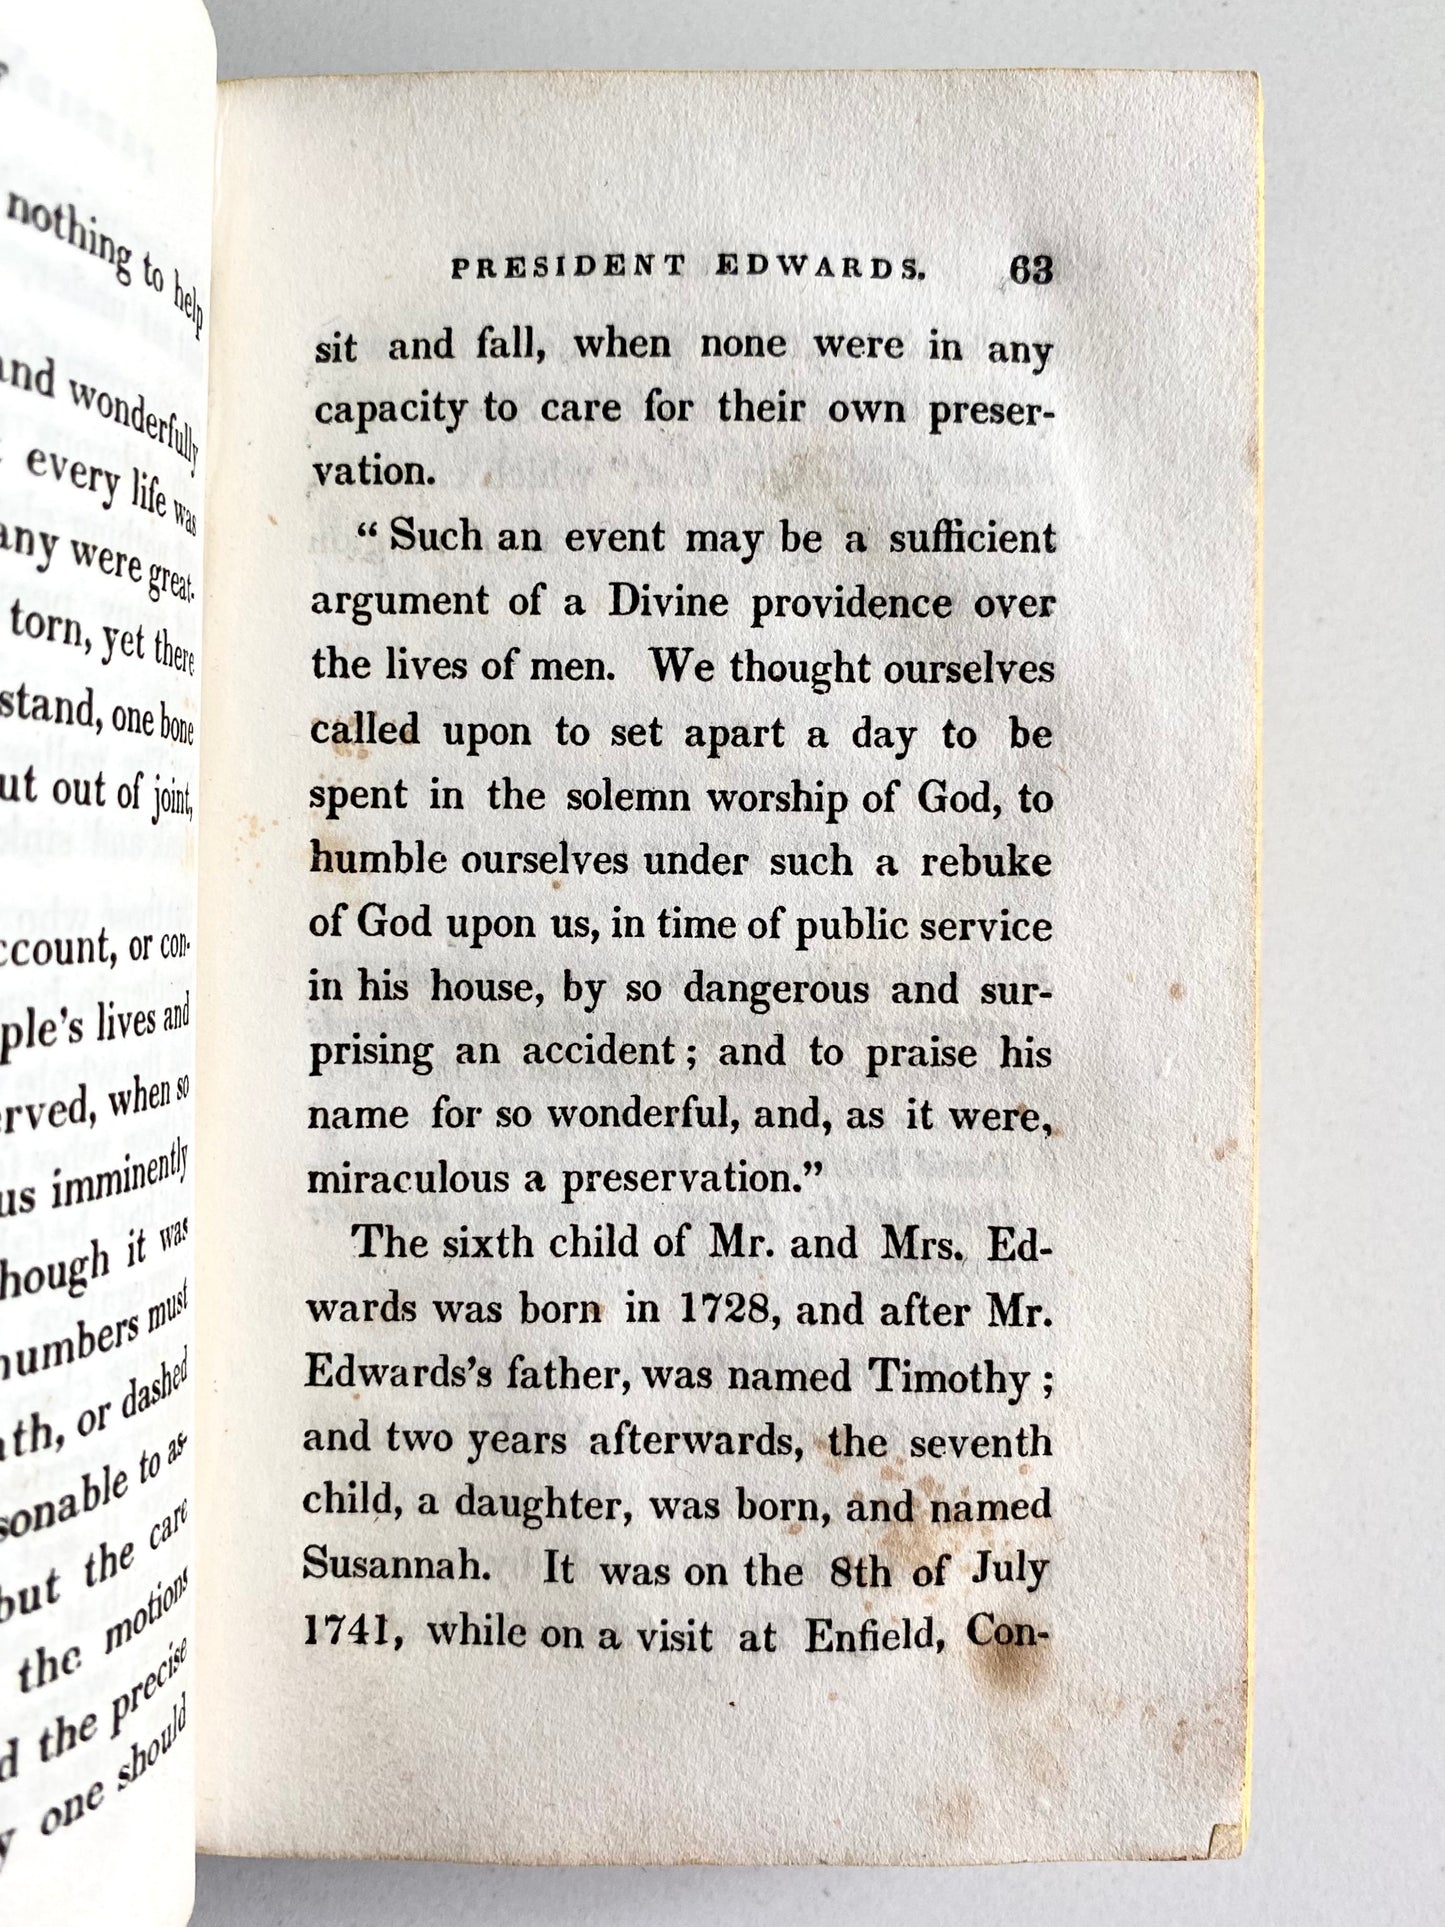 nothing to help
and wonderfully
every life was
any were great-
torn, yet there
stand, one bone
out of joint,
or con-
lives and
when so
us imminently
it was
numbers must
or dashed
to as-
but the care
the motions
the precise
one should
PRESIDENT EDWARDS. 63
sit and fall, when none were in any
capacity to care for their own preser-
vation.
“Such an event may be a sufficient
argument of a Divine providence over
the lives of men. We thought ourselves
called upon to set apart a day to be
spent in the solemn worship of God, to
humble ourselves under such a rebuke
of God upon us, in time of public service
in his house, by so dangerous and sur-
prising an accident; and to praise his
name for so wonderful, and, as it were,
miraculous a preservation.”
The sixth child of Mr. and Mrs. Ed-
wards was born in 1728, and after Mr.
Edwards's father, was named Timothy;
and two years afterwards, the seventh
child, a daughter, was born, and named
Susannah. It was on the 8th of July
1741, while on a visit at Enfield, Con-